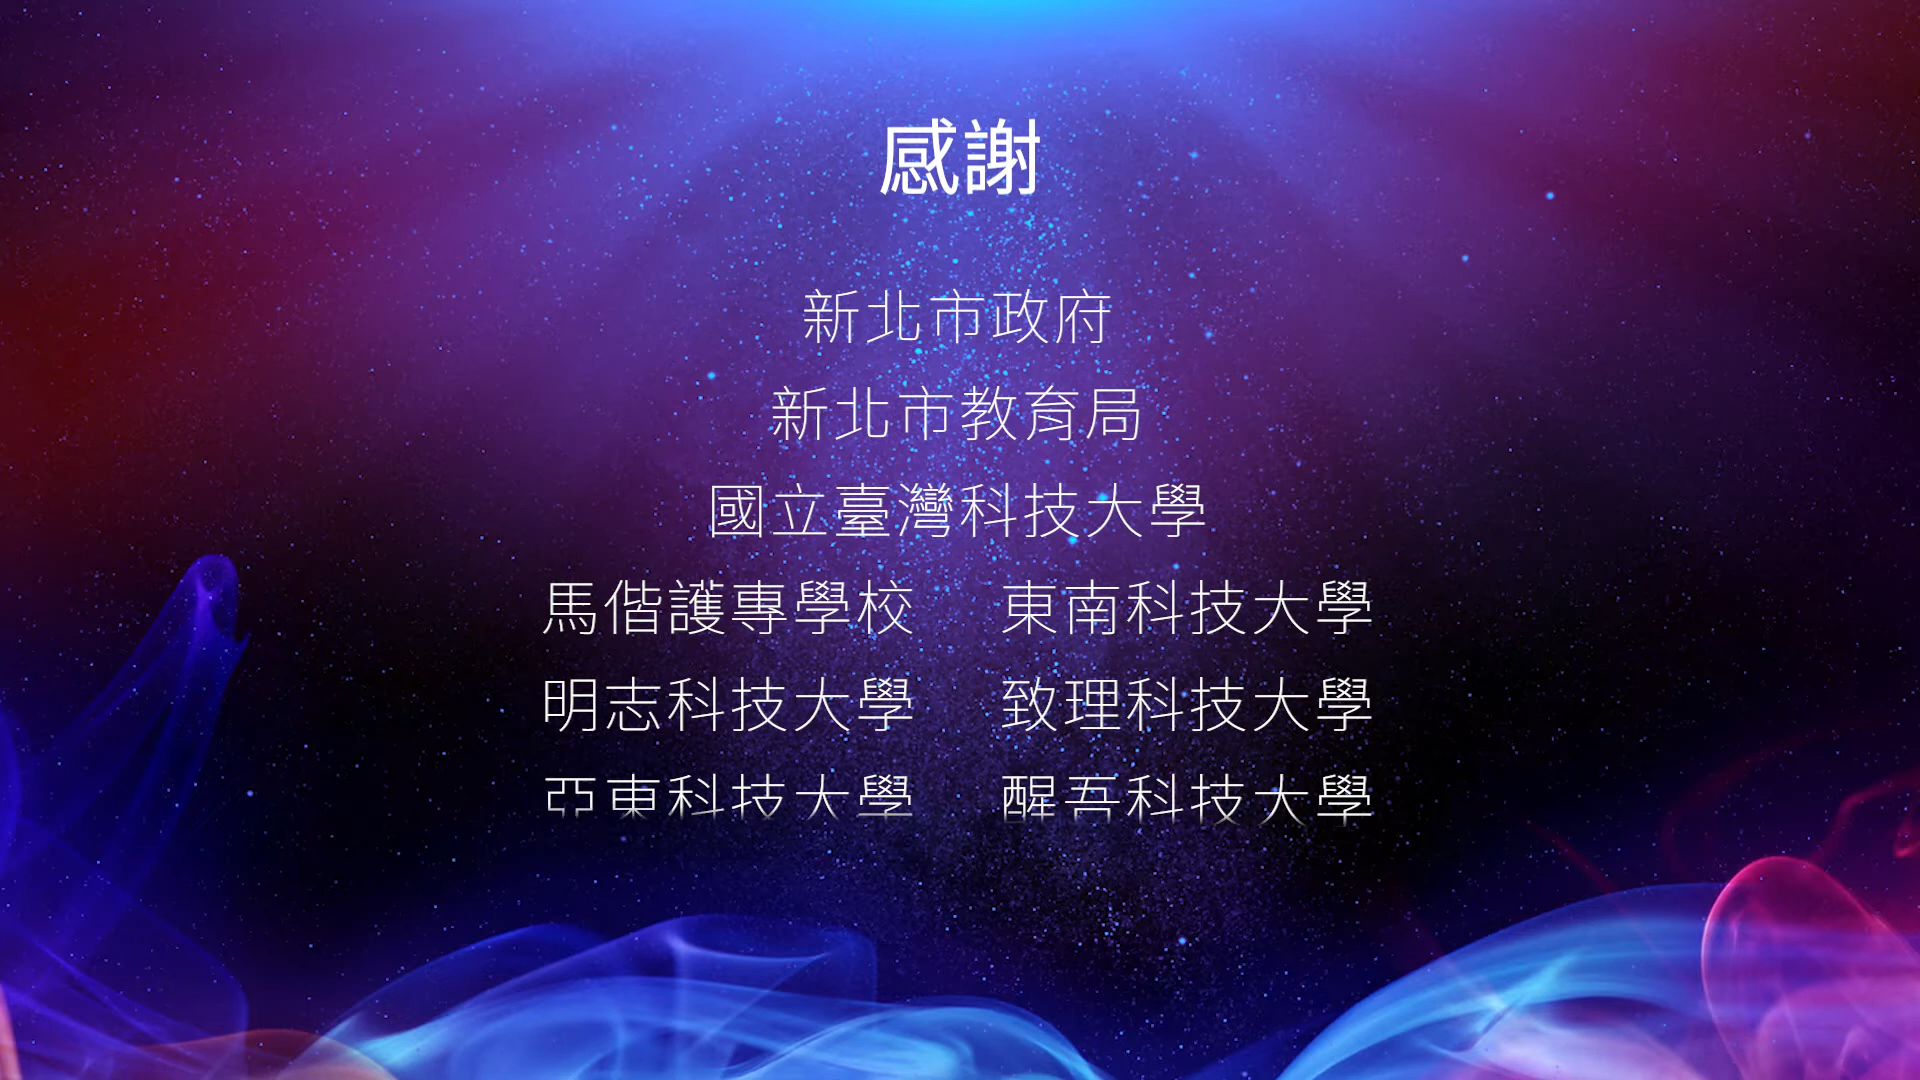 感謝
新北市政府
新北市教育局
國立臺灣科技大學
馬偕護專學校 東南科技大學
明志科技大學 致理科技大學
亞東科技大學 醒吾科技大學